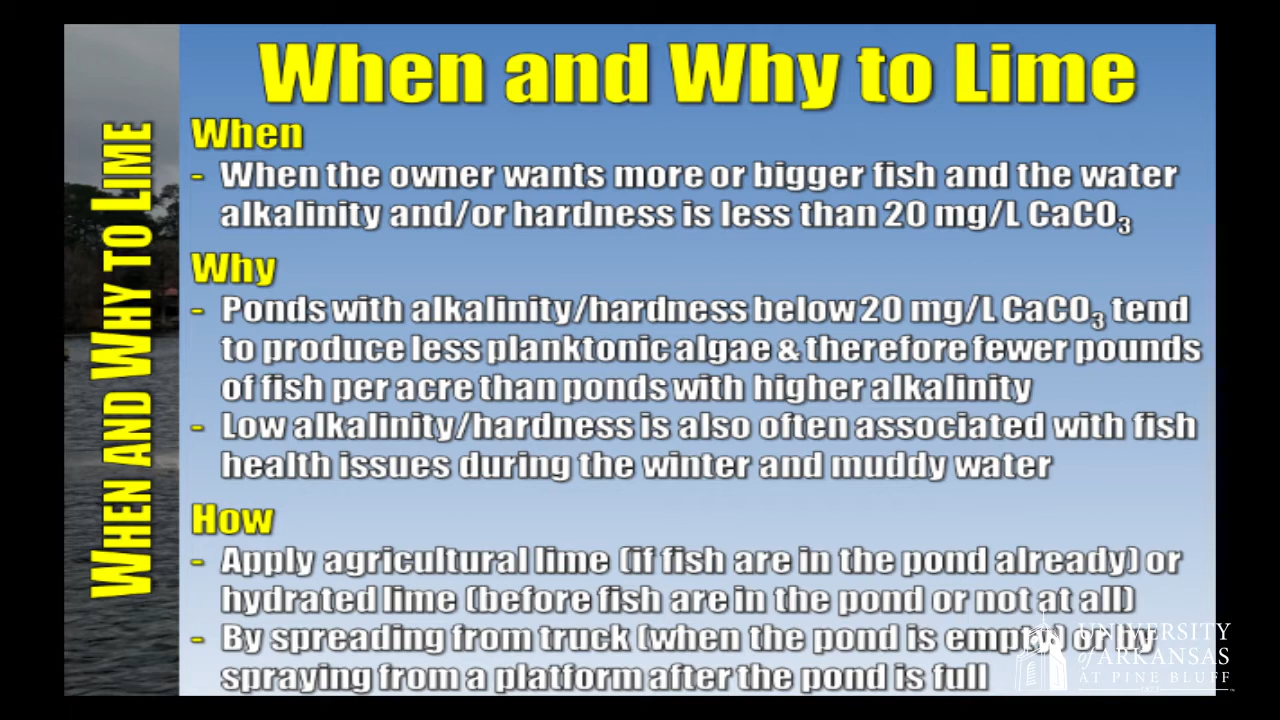 When and Why to Lime
WHEN AND WHY TO LIME
When
- When the owner wants more or bigger fish and the water
alkalinity and/or hardness is less than 20 mg/L CaCO₃
Why
- Ponds with alkalinity/hardness below 20 mg/L CaCO₃ tend
to produce less planktonic algae & therefore fewer pounds
of fish per acre than ponds with higher alkalinity
- Low alkalinity/hardness is also often associated with fish
health issues during the winter and muddy water
How
- Apply agricultural lime (if fish are in the pond already) or
hydrated lime (before fish are in the pond or not at all)
- By spreading from truck (when the pond is empty) or by
spraying from a platform after the pond is full
UNIVERSITY
of ARKANSAS
AT PINE BLUFF